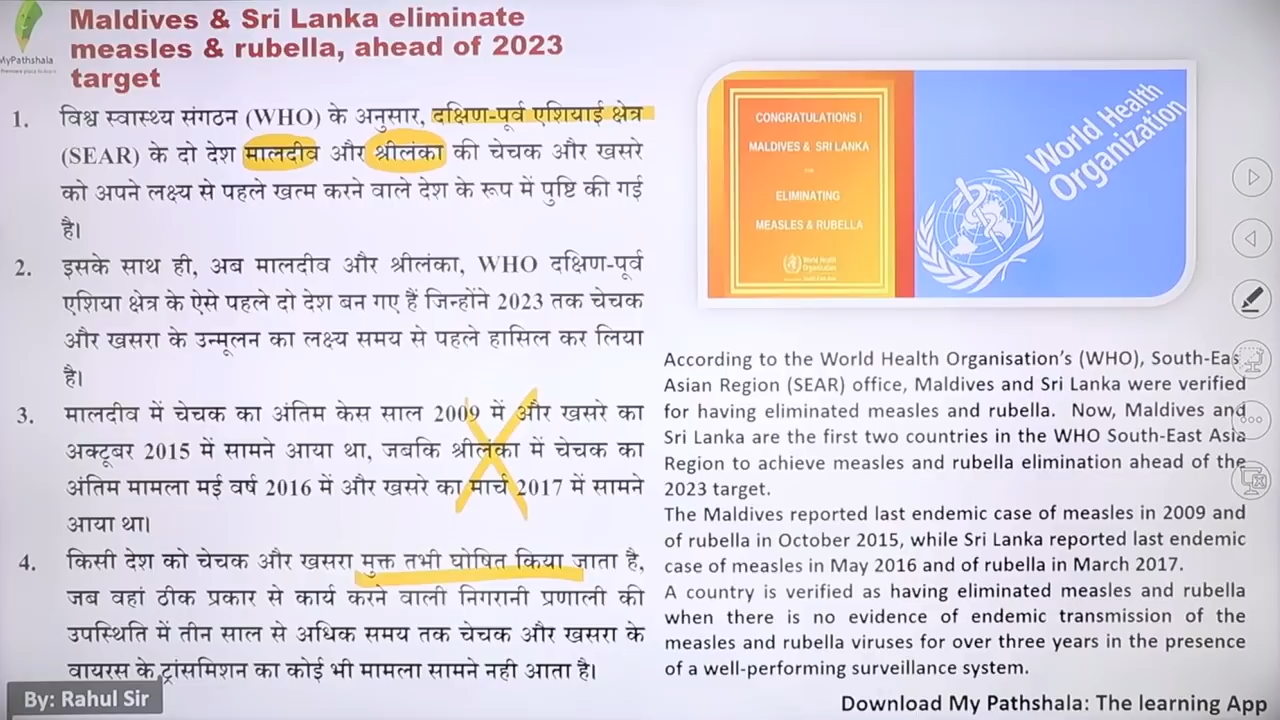 MyPathshala
Maldives & Sri Lanka eliminate
measles & rubella, ahead of 2023
target
1. विश्व स्वास्थ्य संगठन (WHO) के अनुसार, दक्षिण-पूर्व एशियाई क्षेत्र
(SEAR) के दो देश मालदीव और श्रीलंका की चेचक और खसरे
को अपने लक्ष्य से पहले खत्म करने वाले देश के रूप में पुष्टि की गई
है।
2. इसके साथ ही, अब मालदीव और श्रीलंका, WHO दक्षिण-पूर्व
एशिया क्षेत्र के ऐसे पहले दो देश बन गए हैं जिन्होंने 2023 तक चेचक
और खसरा के उन्मूलन का लक्ष्य समय से पहले हासिल कर लिया
है।
3. मालदीव में चेचक का अंतिम केस साल 2009 में और खसरे का
अक्टूबर 2015 में सामने आया था, जबकि श्रीलंका में चेचक का
अंतिम मामला मई वर्ष 2016 में और खसरे का मार्च 2017 में सामने
आया था।
4. किसी देश को चेचक और खसरा मुक्त तभी घोषित किया जाता है,
जब वहां ठीक प्रकार से कार्य करने वाली निगरानी प्रणाली की
उपस्थिति में तीन साल से अधिक समय तक चेचक और खसरा के
वायरस के ट्रांसमिशन का कोई भी मामला सामने नही आता है।
By: Rahul Sir
CONGRATULATIONS !
MALDIVES & SRI LANKA
ELIMINATING
MEASLES & RUBELLA
World Health
Organization
World Health
Organization
According to the World Health Organisation's (WHO), South-Eas
Asian Region (SEAR) office, Maldives and Sri Lanka were verified
for having eliminated measles and rubella. Now, Maldives and
Sri Lanka are the first two countries in the WHO South-East Asia
Region to achieve measles and rubella elimination ahead of the
2023 target.
The Maldives reported last endemic case of measles in 2009 and
of rubella in October 2015, while Sri Lanka reported last endemic
case of measles in May 2016 and of rubella in March 2017.
A country is verified as having eliminated measles and rubella
when there is no evidence of endemic transmission of the
measles and rubella viruses for over three years in the presence
of a well-performing surveillance system.
Download My Pathshala: The learning App